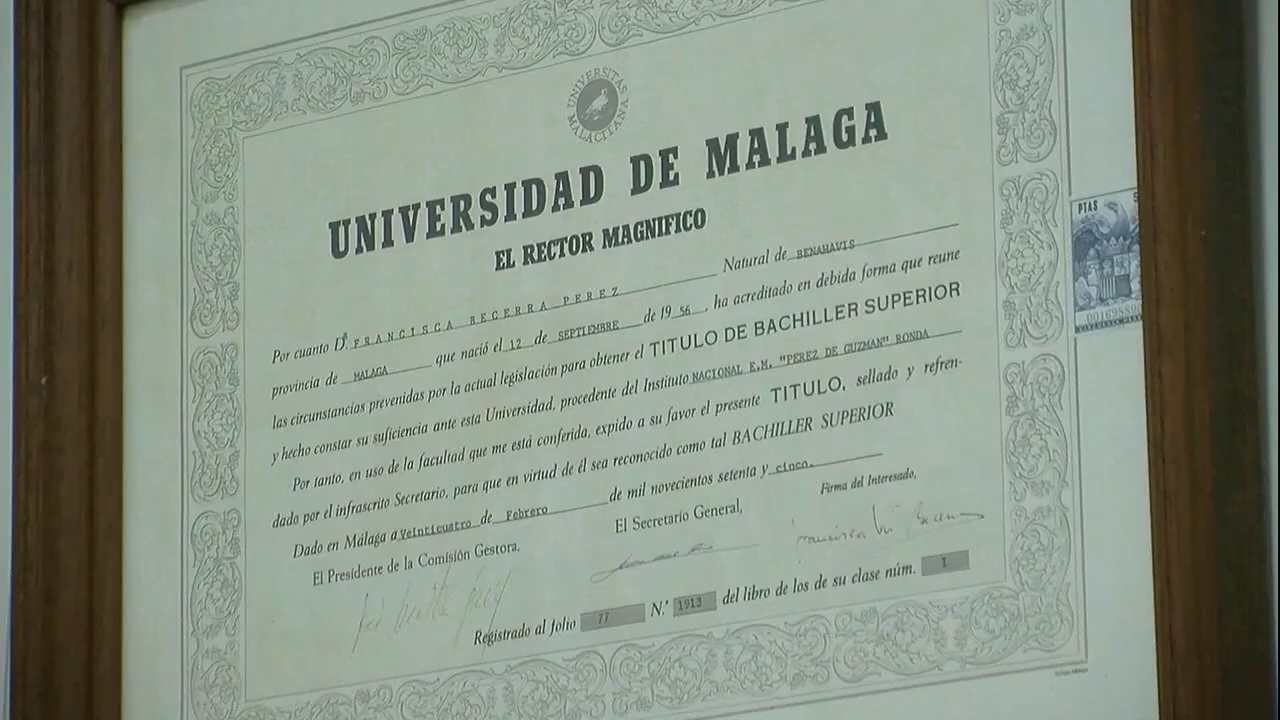 UNIVERSITAS MALACITANA
UNIVERSIDAD DE MALAGA
EL RECTOR MAGNIFICO
Por cuanto D.ª FRANCISCA BECERRA PEREZ Natural de BENAHAVIS
provincia de MALAGA que nació el 12 de SEPTIEMBRE de 19 56, ha acreditado en debida forma que reune
las circunstancias prevenidas por la actual legislación para obtener el TITULO DE BACHILLER SUPERIOR
y hecho constar su suficiencia ante esta Universidad, procedente del Instituto NACIONAL E.M. "PEREZ DE GUZMAN" RONDA
Por tanto, en uso de la facultad que me está conferida, expido a su favor el presente TITULO, sellado y refren-
dado por el infrascrito Secretario, para que en virtud de él sea reconocido como tal BACHILLER SUPERIOR
Dado en Málaga a Veinticuatro de Febrero de mil novecientos setenta y cinco.
El Presidente de la Comisión Gestora, El Secretario General, Firma del Interesado,
Registrado al folio 77 N.º 1913 del libro de los de su clase núm. 1
PTAS 5